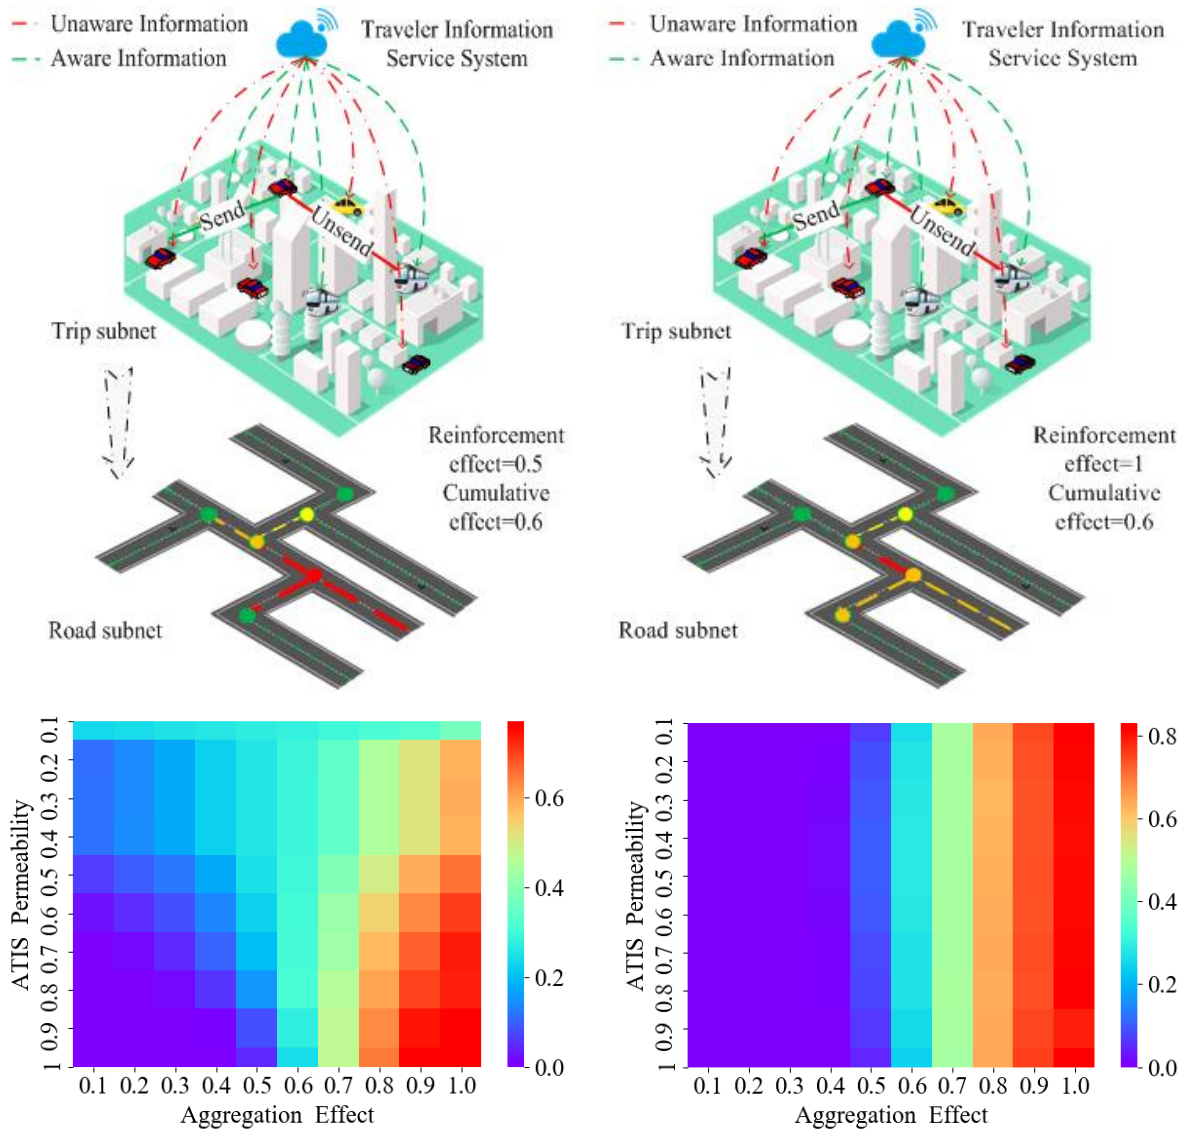 Unaware Information
Aware Information
Traveler Information
Service System
Send
Unsend
Trip subnet
Reinforcement
effect=0.5
Cumulative
effect=0.6
Road subnet
Unaware Information
Aware Information
Traveler Information
Service System
Send
Unsend
Trip subnet
Reinforcement
effect=1
Cumulative
effect=0.6
Road subnet
ATIS Permeability
0.1
0.2
0.3
0.4
0.5
0.6
0.7
0.8
0.9
1
0.1 0.2 0.3 0.4 0.5 0.6 0.7 0.8 0.9 1.0
Aggregation Effect
0.6
0.4
0.2
0.0
ATIS Permeability
0.1
0.2
0.3
0.4
0.5
0.6
0.7
0.8
0.9
1
0.1 0.2 0.3 0.4 0.5 0.6 0.7 0.8 0.9 1.0
Aggregation Effect
0.8
0.6
0.4
0.2
0.0